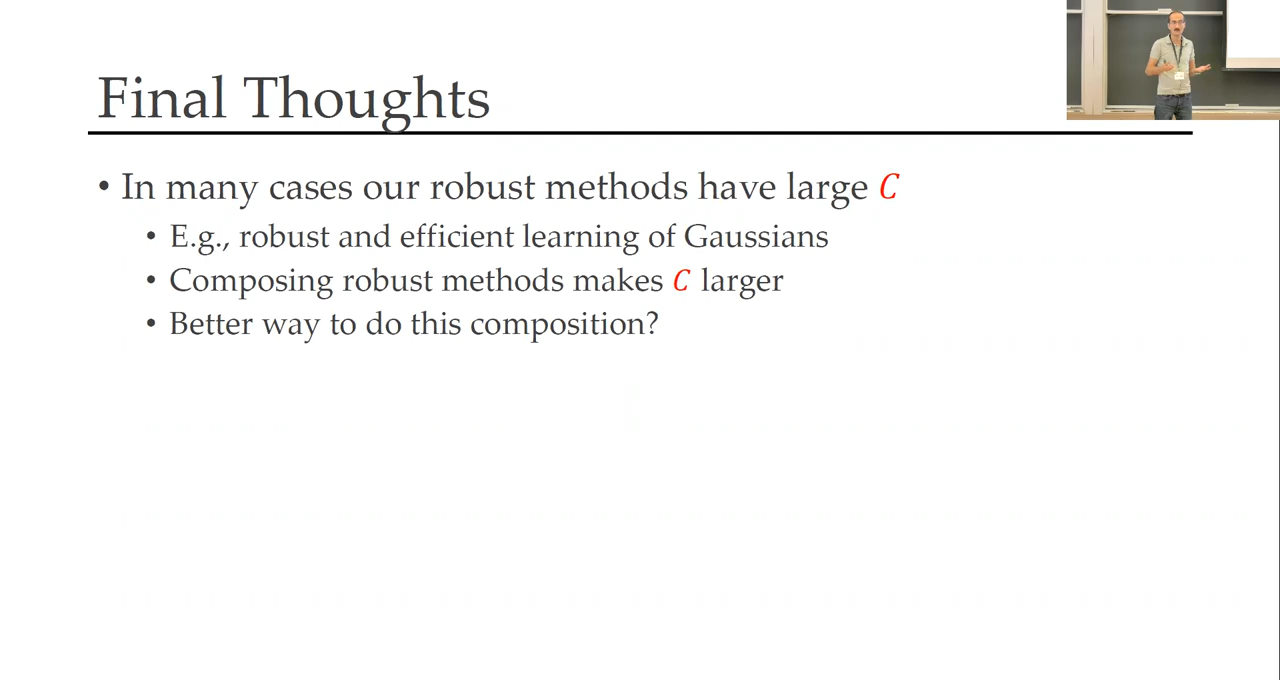 Final Thoughts
• In many cases our robust methods have large C
• E.g., robust and efficient learning of Gaussians
• Composing robust methods makes C larger
• Better way to do this composition?